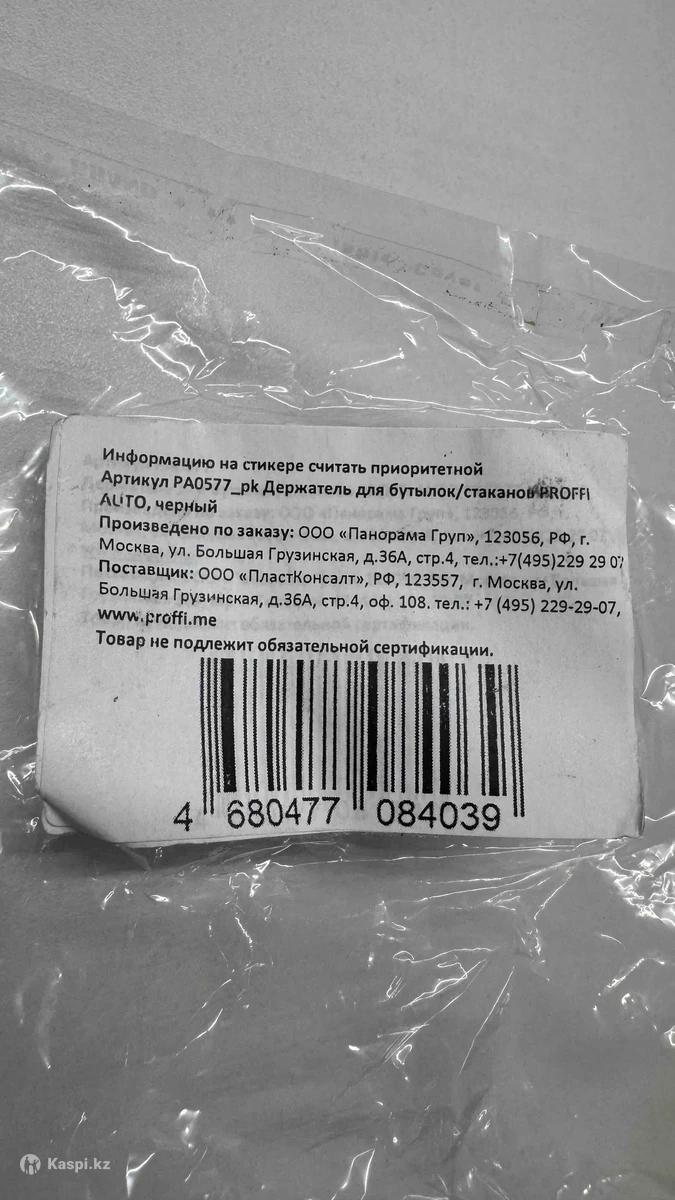 Информацию на стикере считать приоритетной
Артикул PA0577_pk Держатель для бутылок/стаканов PROFFI
AUTO, черный
Произведено по заказу: ООО «Панорама Груп», 123056, РФ, г.
Москва, ул. Большая Грузинская, д.36А, стр.4, тел.:+7(495)229 29 07
Поставщик: ООО «ПластКонсалт», РФ, 123557, г. Москва, ул.
Большая Грузинская, д.36А, стр.4, оф. 108. тел.: +7 (495) 229-29-07,
www.proffi.me
Товар не подлежит обязательной сертификации.
4 680477 084039
Kaspi.kz